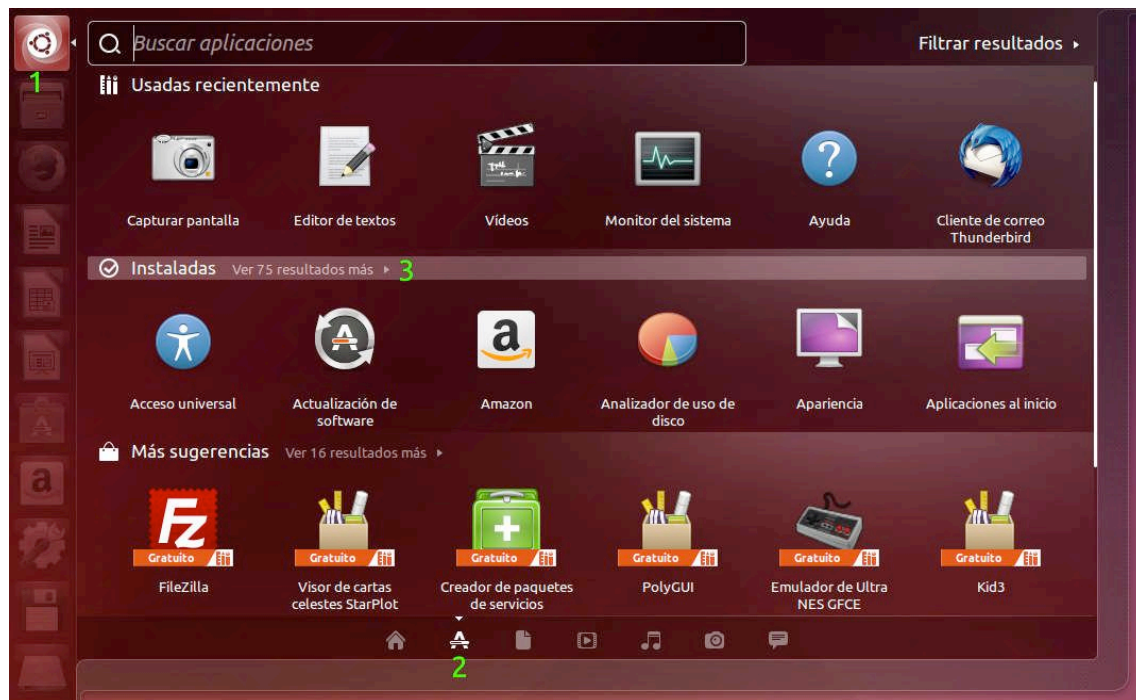 Buscar aplicaciones
Filtrar resultados
1
Usadas recientemente
Capturar pantalla
Editor de textos
Vídeos
Monitor del sistema
Ayuda
Cliente de correo
Thunderbird
Instaladas Ver 75 resultados más 3
Acceso universal
Actualización de
software
a
Amazon
Analizador de uso de
disco
Apariencia
Aplicaciones al inicio
Más sugerencias Ver 16 resultados más
a
Fz
Gratuito
Gratuito
Gratuito
Gratuito
Gratuito
Gratuito
FileZilla
Visor de cartas
celestes StarPlot
Creador de paquetes
de servicios
PolyGUI
Emulador de Ultra
NES GFCE
Kid3
2